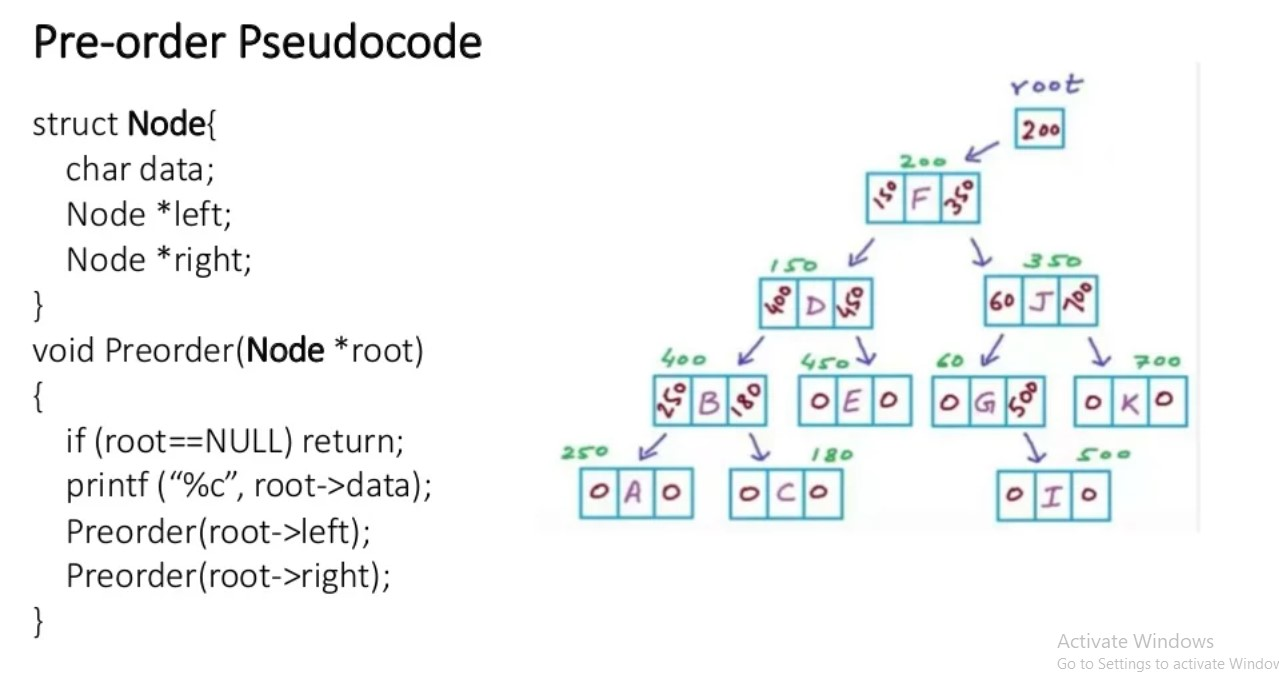 Pre-order Pseudocode
struct Node{
char data;
Node *left;
Node *right;
}
void Preorder(Node *root)
{
if (root==NULL) return;
printf (“%c”, root->data);
Preorder(root->left);
Preorder(root->right);
}
root
200
200
150 F 350
150
400 D 450
350
60 J 700
400
250 B 180
450
0 E 0
60
0 G 500
700
0 K 0
250
0 A 0
180
0 C 0
500
0 I 0
Activate Windows
Go to Settings to activate Window